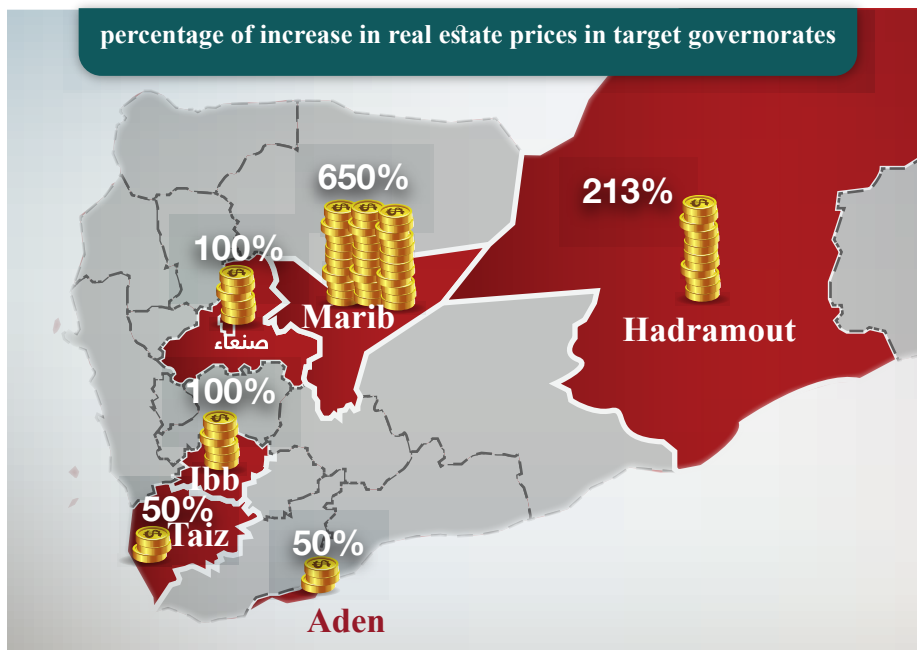 percentage of increase in real estate prices in target governorates
650%
213%
100%
Marib
Hadramout
صنعاء
100%
Ibb
50%
Taiz
50%
Aden